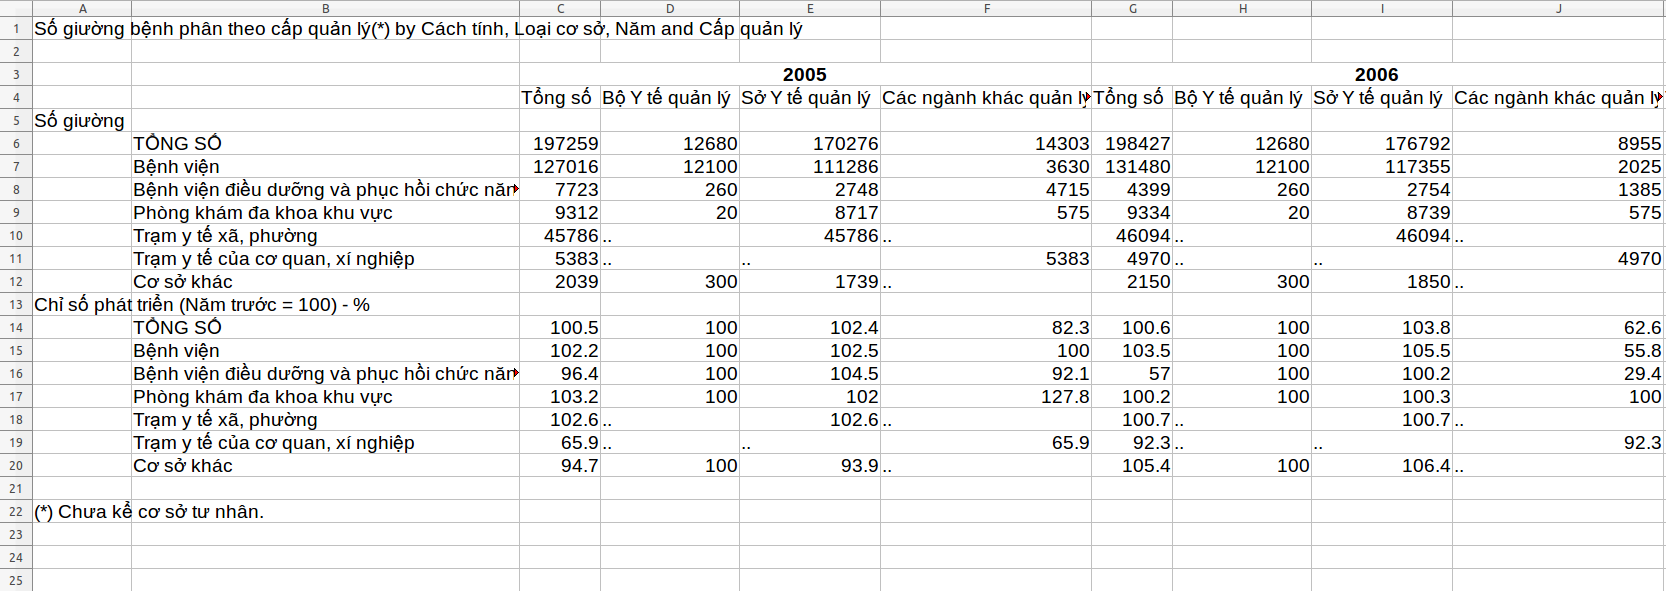 A B C D E F G H I J
1 Số giường bệnh phân theo cấp quản lý(*) by Cách tính, Loại cơ sở, Năm and Cấp quản lý
2
3 2005 2006
4 Tổng số Bộ Y tế quản lý Sở Y tế quản lý Các ngành khác quản lý Tổng số Bộ Y tế quản lý Sở Y tế quản lý Các ngành khác quản lý
5 Số giường
6 TỔNG SỐ 197259 12680 170276 14303 198427 12680 176792 8955
7 Bệnh viện 127016 12100 111286 3630 131480 12100 117355 2025
8 Bệnh viện điều dưỡng và phục hồi chức năn 7723 260 2748 4715 4399 260 2754 1385
9 Phòng khám đa khoa khu vực 9312 20 8717 575 9334 20 8739 575
10 Trạm y tế xã, phường 45786 .. 45786 .. 46094 .. 46094 ..
11 Trạm y tế của cơ quan, xí nghiệp 5383 .. .. 5383 4970 .. .. 4970
12 Cơ sở khác 2039 300 1739 .. 2150 300 1850 ..
13 Chỉ số phát triển (Năm trước = 100) - %
14 TỔNG SỐ 100.5 100 102.4 82.3 100.6 100 103.8 62.6
15 Bệnh viện 102.2 100 102.5 100 103.5 100 105.5 55.8
16 Bệnh viện điều dưỡng và phục hồi chức năn 96.4 100 104.5 92.1 57 100 100.2 29.4
17 Phòng khám đa khoa khu vực 103.2 100 102 127.8 100.2 100 100.3 100
18 Trạm y tế xã, phường 102.6 .. 102.6 .. 100.7 .. 100.7 ..
19 Trạm y tế của cơ quan, xí nghiệp 65.9 .. .. 65.9 92.3 .. .. 92.3
20 Cơ sở khác 94.7 100 93.9 .. 105.4 100 106.4 ..
21
22 (*) Chưa kể cơ sở tư nhân.
23
24
25